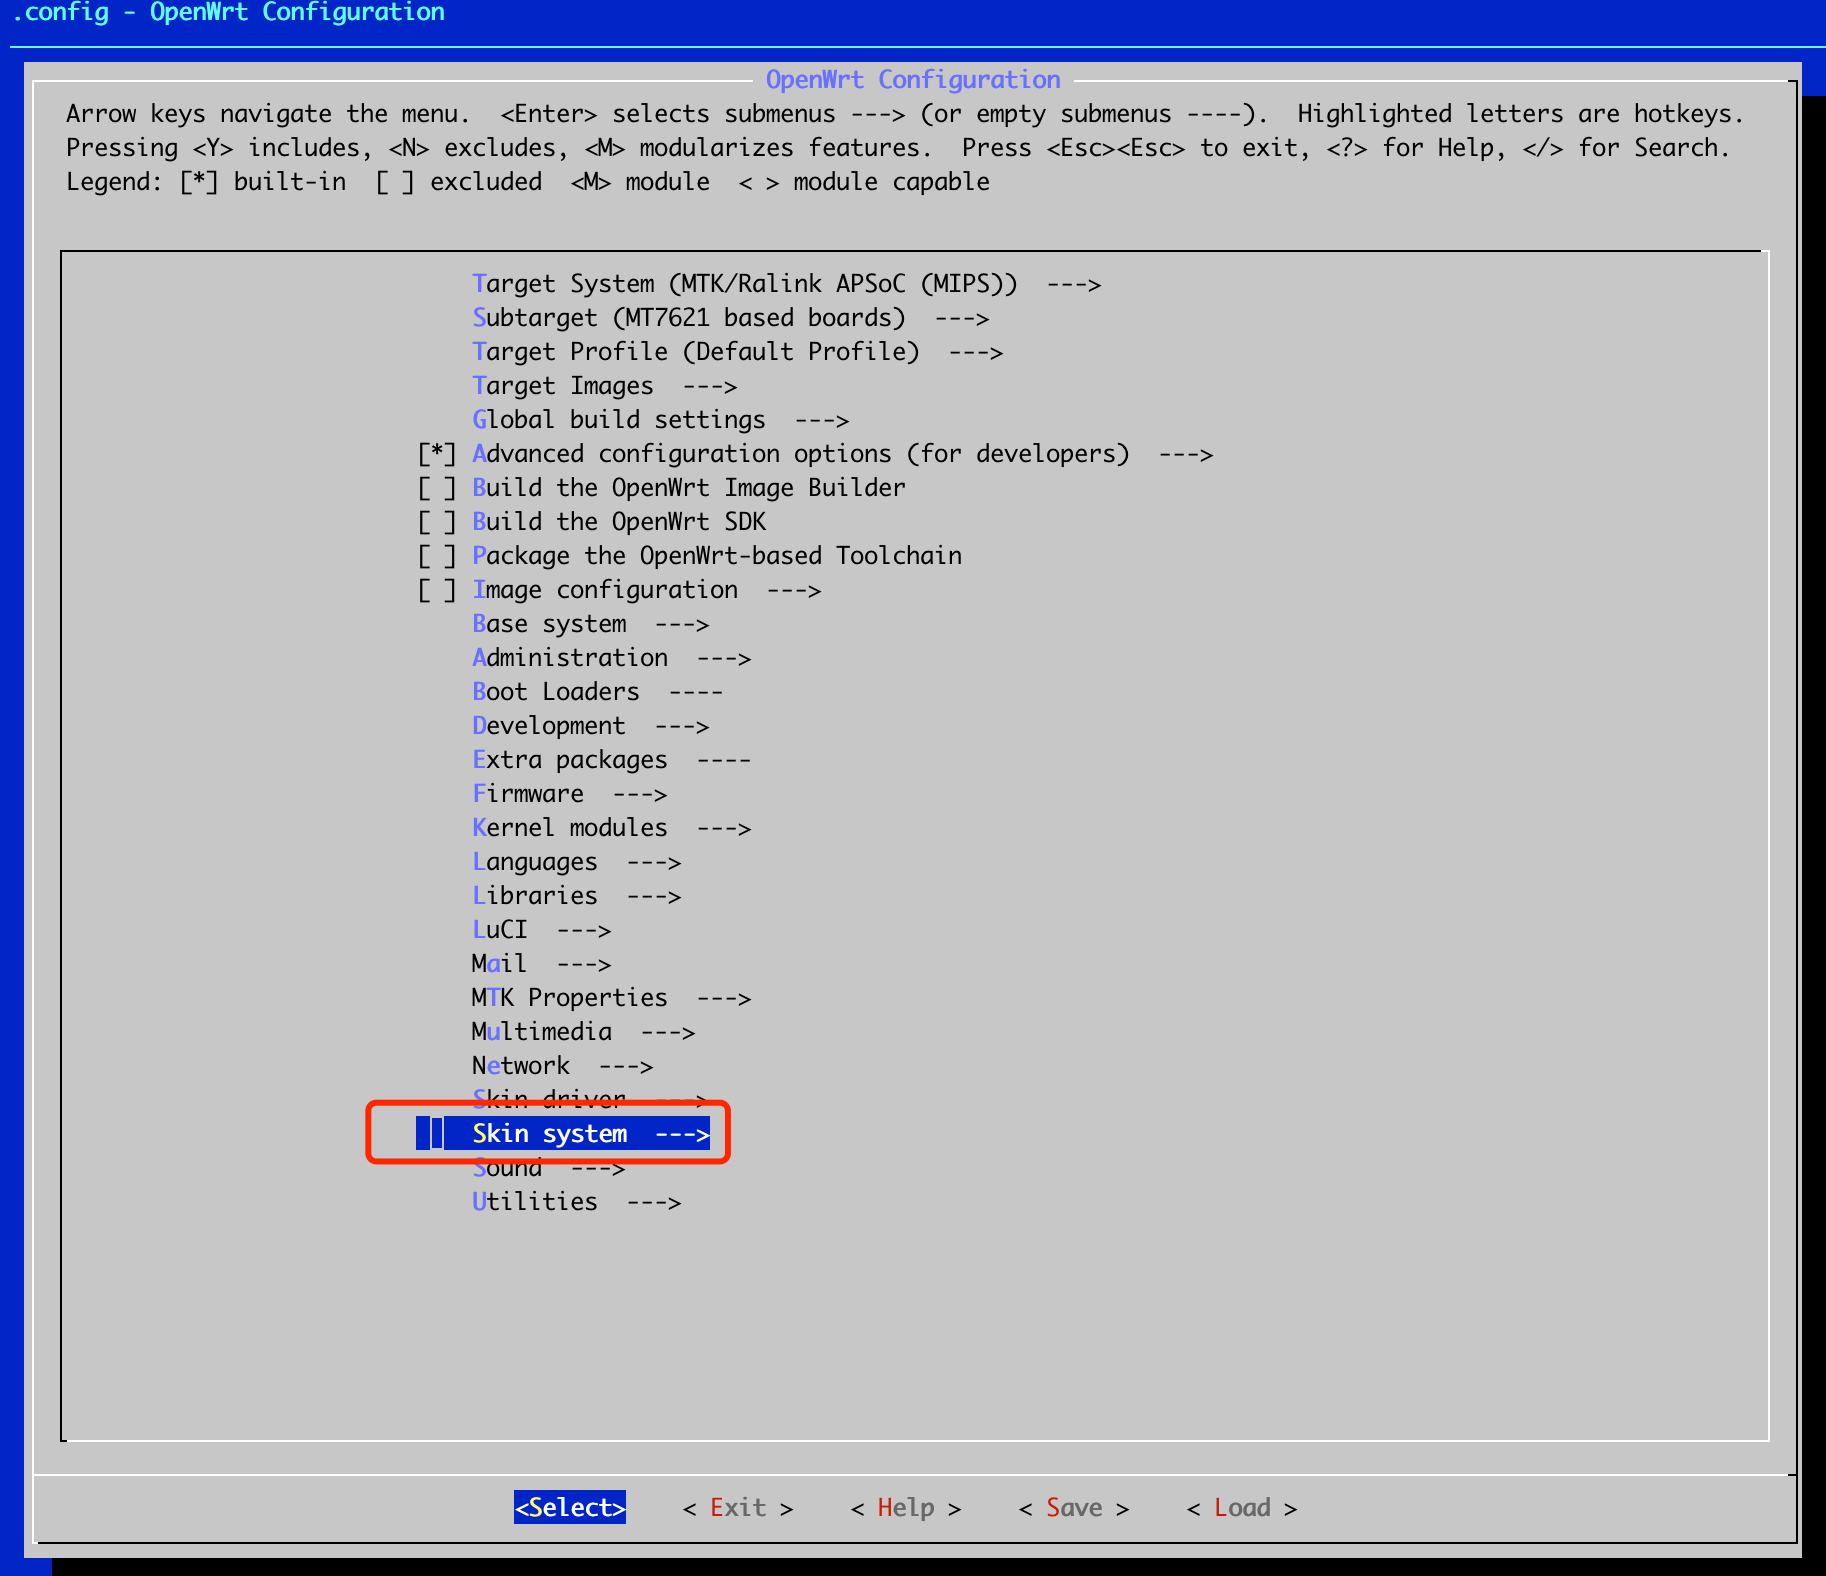 .config - OpenWrt Configuration
OpenWrt Configuration
Arrow keys navigate the menu.  <Enter> selects submenus ---> (or empty submenus ----).  Highlighted letters are hotkeys.
Pressing <Y> includes, <N> excludes, <M> modularizes features.  Press <Esc><Esc> to exit, <?> for Help, </> for Search.
Legend: [*] built-in  [ ] excluded  <M> module  < > module capable
Target System (MTK/Ralink APSoC (MIPS))  --->
Subtarget (MT7621 based boards)  --->
Target Profile (Default Profile)  --->
Target Images  --->
Global build settings  --->
[*] Advanced configuration options (for developers)  --->
[ ] Build the OpenWrt Image Builder
[ ] Build the OpenWrt SDK
[ ] Package the OpenWrt-based Toolchain
[ ] Image configuration  --->
Base system  --->
Administration  --->
Boot Loaders  ----
Development  --->
Extra packages  ----
Firmware  --->
Kernel modules  --->
Languages  --->
Libraries  --->
LuCI  --->
Mail  --->
MTK Properties  --->
Multimedia  --->
Network  --->
Skin driver  --->
Skin system  --->
Sound  --->
Utilities  --->
<Select>    < Exit >    < Help >    < Save >    < Load >